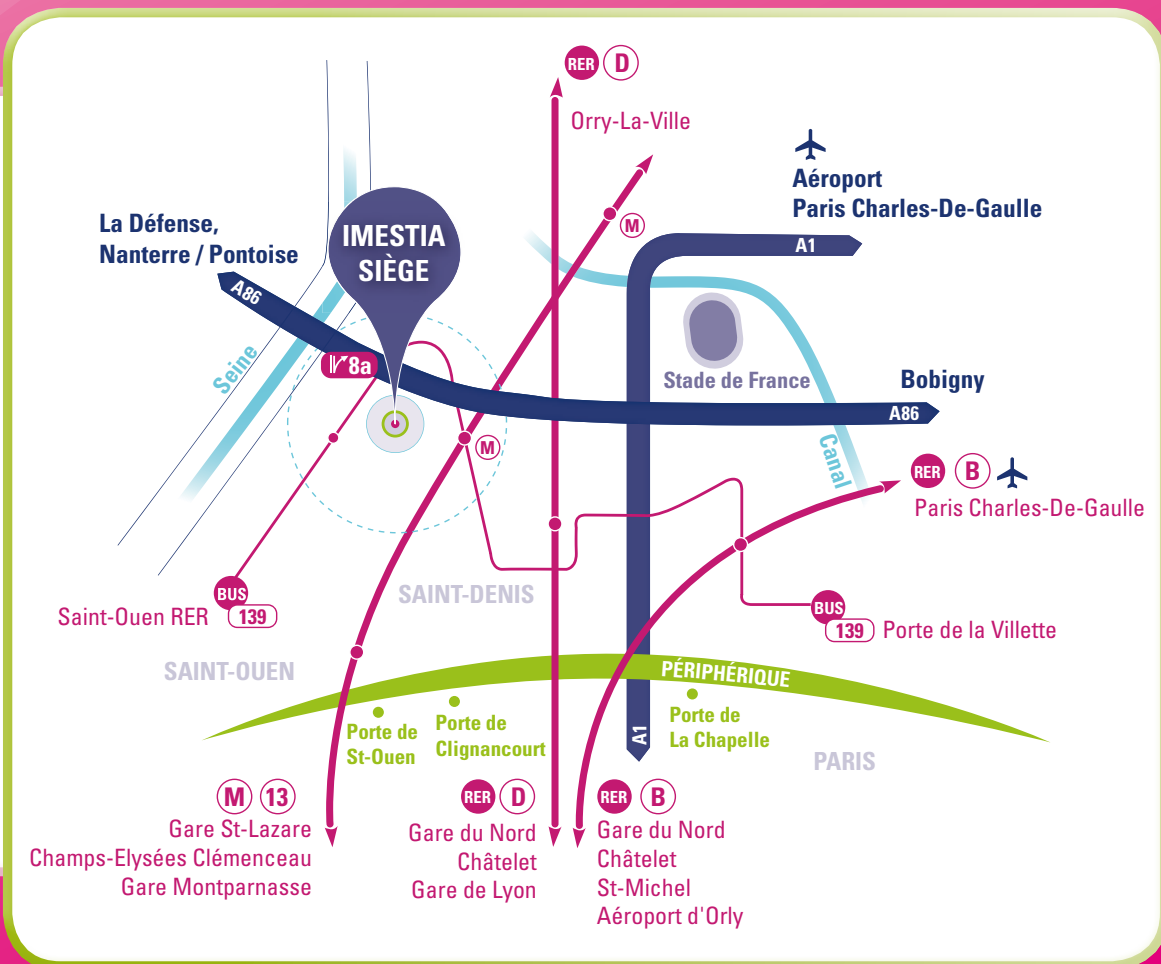 RER D
Orry-La-Ville
Aéroport
Paris Charles-De-Gaulle
A1
La Défense,
Nanterre / Pontoise
A86
IMESTIA
SIÈGE
M
Seine
8a
Stade de France
Bobigny
A86
Canal
M
RER B
Paris Charles-De-Gaulle
SAINT-DENIS
BUS
139
Saint-Ouen RER
BUS
139
Porte de la Villette
SAINT-OUEN
PÉRIPHÉRIQUE
Porte de
St-Ouen
Porte de
Clignancourt
A1
Porte de
La Chapelle
PARIS
M 13
Gare St-Lazare
Champs-Elysées Clémenceau
Gare Montparnasse
RER D
Gare du Nord
Châtelet
Gare de Lyon
RER B
Gare du Nord
Châtelet
St-Michel
Aéroport d'Orly